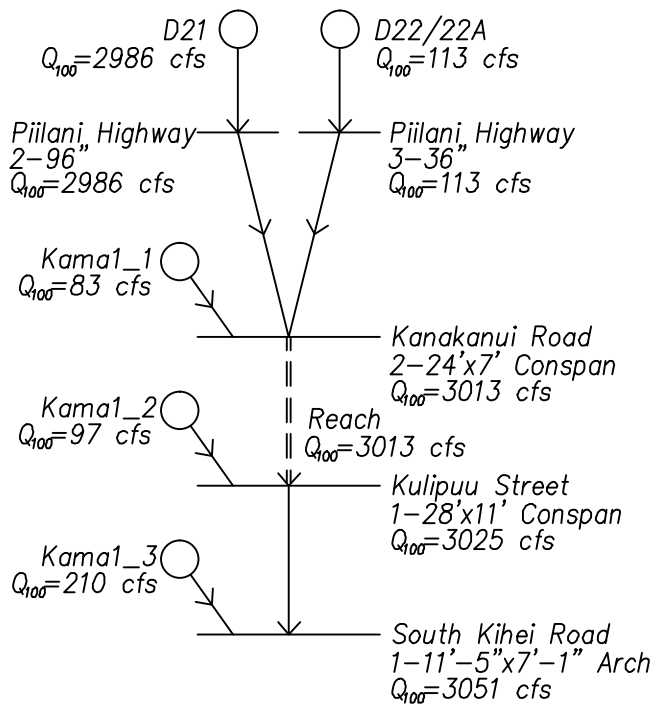 D21
Q100=2986 cfs
D22/22A
Q100=113 cfs
Piilani Highway
2-96"
Q100=2986 cfs
Piilani Highway
3-36"
Q100=113 cfs
Kama1_1
Q100=83 cfs
Kanakanui Road
2-24'x7' Conspan
Q100=3013 cfs
Kama1_2
Q100=97 cfs
Reach
Q100=3013 cfs
Kulipuu Street
1-28'x11' Conspan
Q100=3025 cfs
Kama1_3
Q100=210 cfs
South Kihei Road
1-11'-5"x7'-1" Arch
Q100=3051 cfs